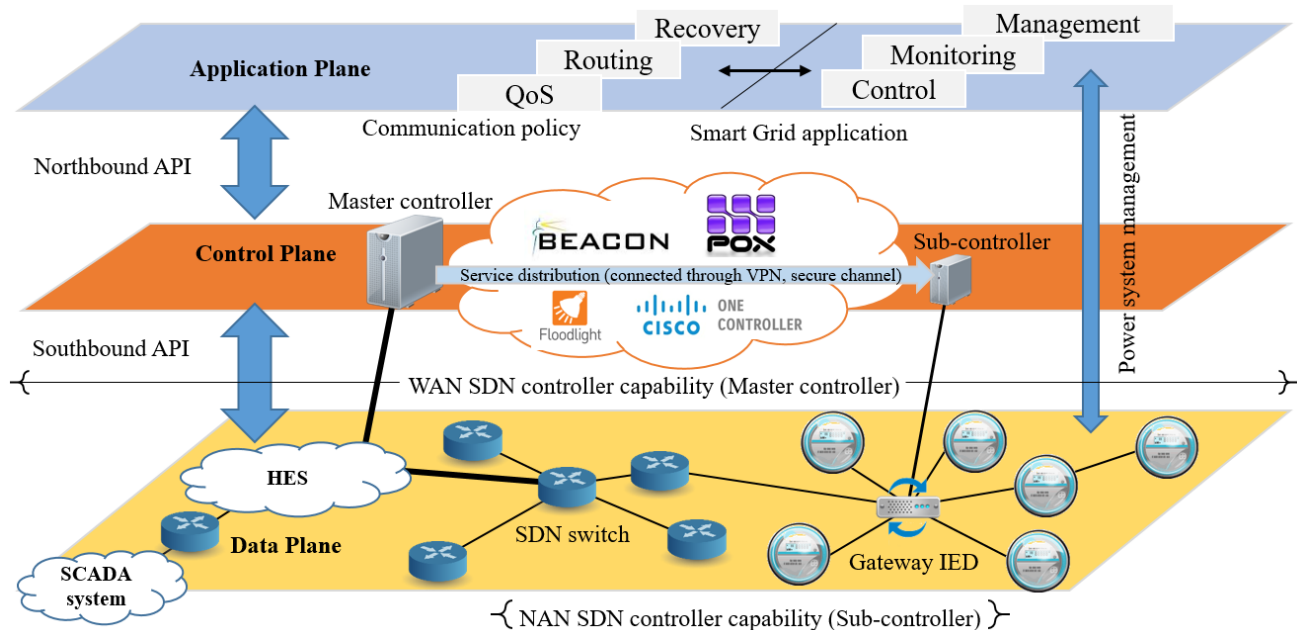 Recovery
Management
Application Plane
Routing
Monitoring
QoS
Control
Communication policy
Smart Grid application
Northbound API
Master controller
BEACON
POX
Sub-controller
Control Plane
Service distribution (connected through VPN, secure channel)
Floodlight
CISCO
ONE
CONTROLLER
Power system management
Southbound API
WAN SDN controller capability (Master controller)
HES
SDN switch
Data Plane
Gateway IED
SCADA
system
NAN SDN controller capability (Sub-controller)